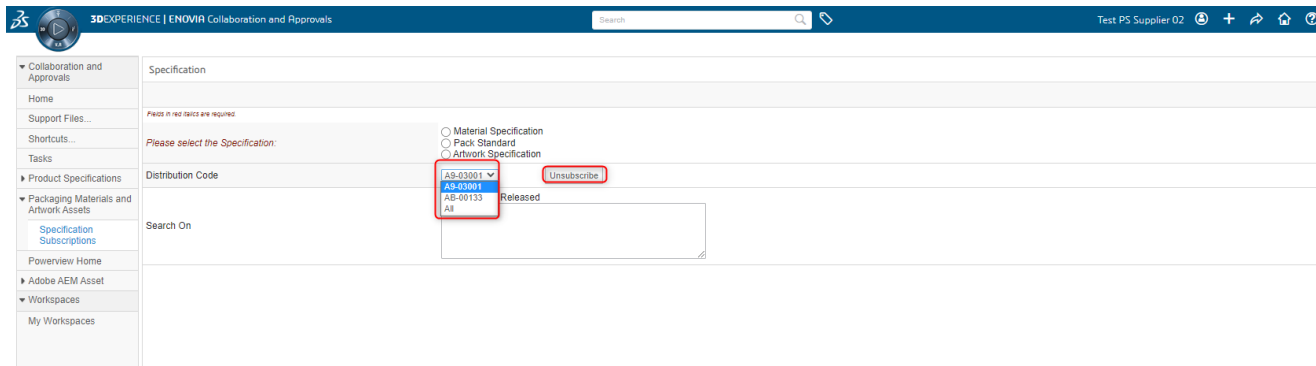 3DEXPERIENCE | ENOVIA Collaboration and Approvals
Search
Test PS Supplier 02
Collaboration and
Approvals
Home
Support Files...
Shortcuts...
Tasks
Product Specifications
Packaging Materials and
Artwork Assets
Specification
Subscriptions
Powerview Home
Adobe AEM Asset
Workspaces
My Workspaces
Specification
Fields in red italics are required
Please select the Specification:
Material Specification
Pack Standard
Artwork Specification
Distribution Code
A9-03001
Unsubscribe
A9-03001
AB-00133
All
Released
Search On